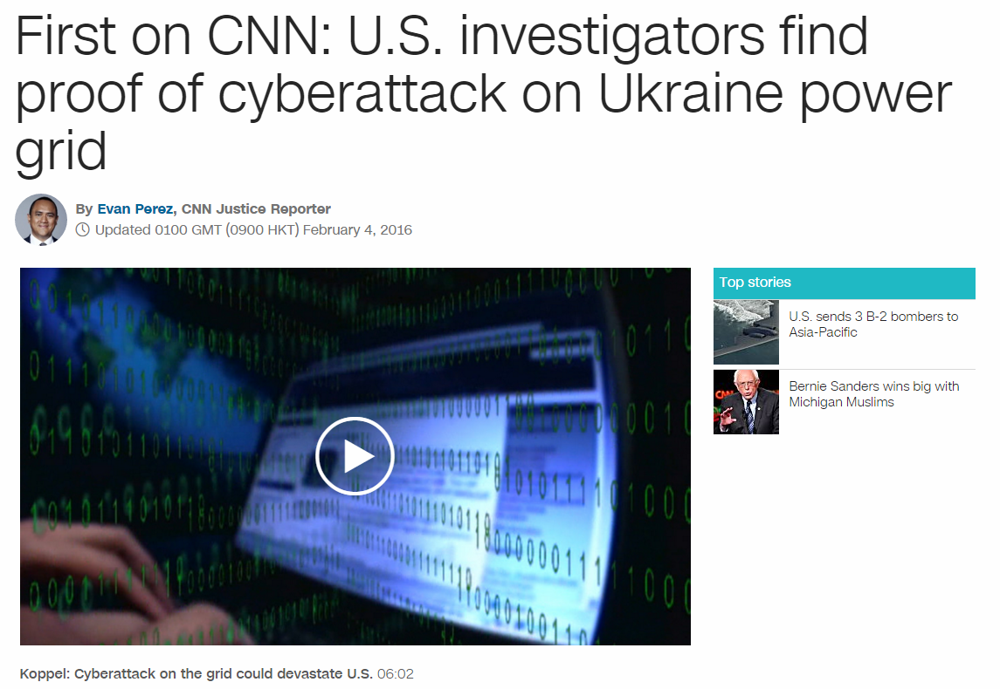 First on CNN: U.S. investigators find
proof of cyberattack on Ukraine power
grid
By Evan Perez, CNN Justice Reporter
Updated 0100 GMT (0900 HKT) February 4, 2016
Top stories
U.S. sends 3 B-2 bombers to
Asia-Pacific
Bernie Sanders wins big with
Michigan Muslims
Koppel: Cyberattack on the grid could devastate U.S. 06:02